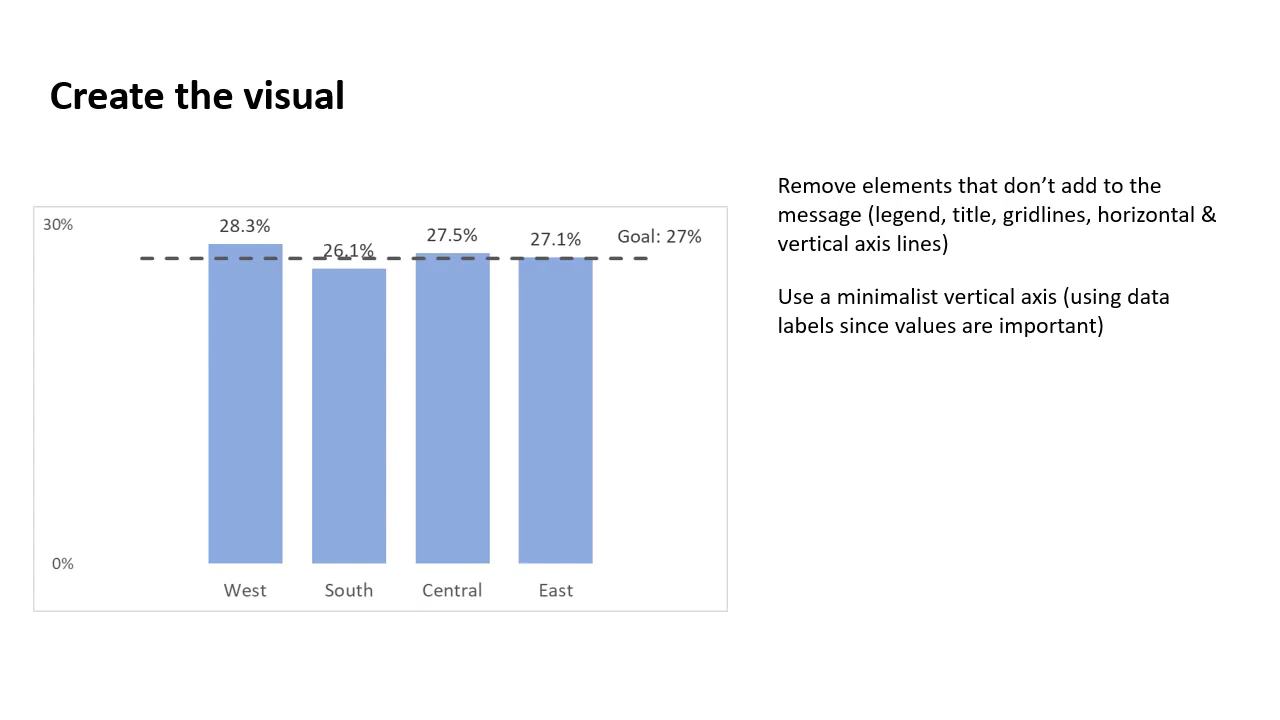 Create the visual
Remove elements that don’t add to the
message (legend, title, gridlines, horizontal &
vertical axis lines)
Use a minimalist vertical axis (using data
labels since values are important)
30%
28.3%
26.1%
27.5%
27.1%
Goal: 27%
0%
West
South
Central
East